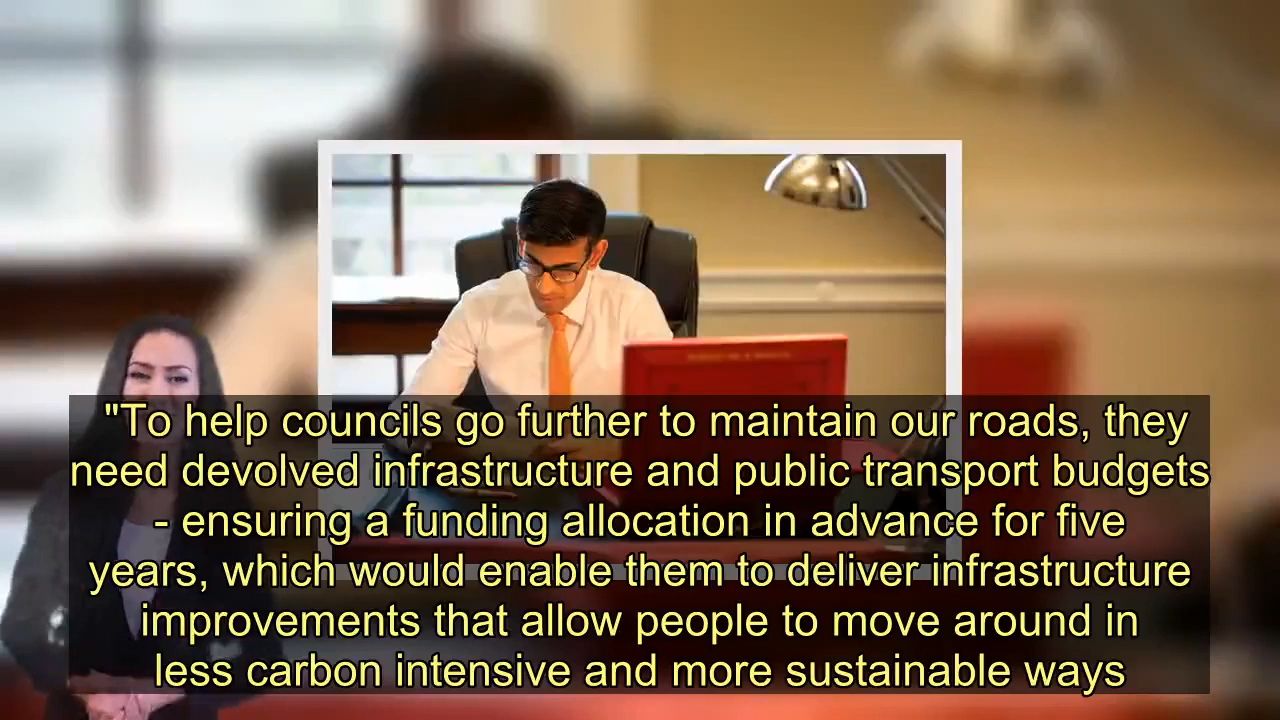 "To help councils go further to maintain our roads, they
need devolved infrastructure and public transport budgets
- ensuring a funding allocation in advance for five
years, which would enable them to deliver infrastructure
improvements that allow people to move around in
less carbon intensive and more sustainable ways